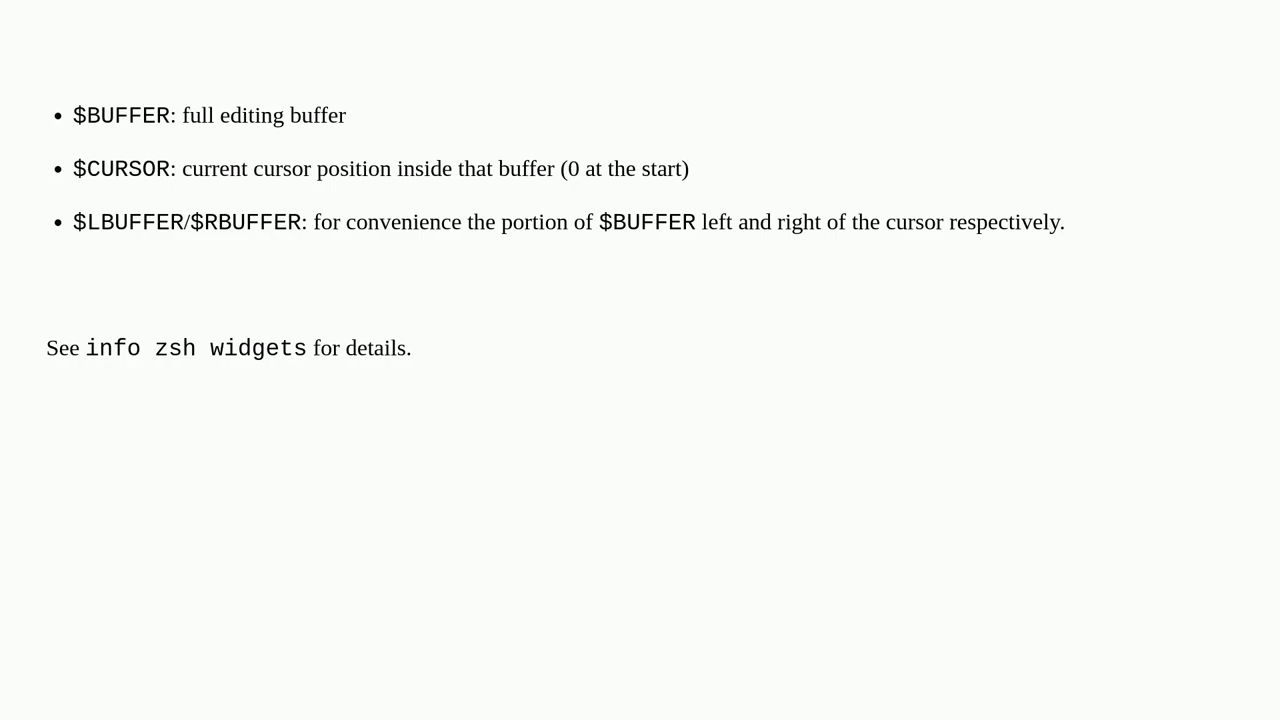 • $BUFFER: full editing buffer
• $CURSOR: current cursor position inside that buffer (0 at the start)
• $LBUFFER/$RBUFFER: for convenience the portion of $BUFFER left and right of the cursor respectively.
See info zsh widgets for details.